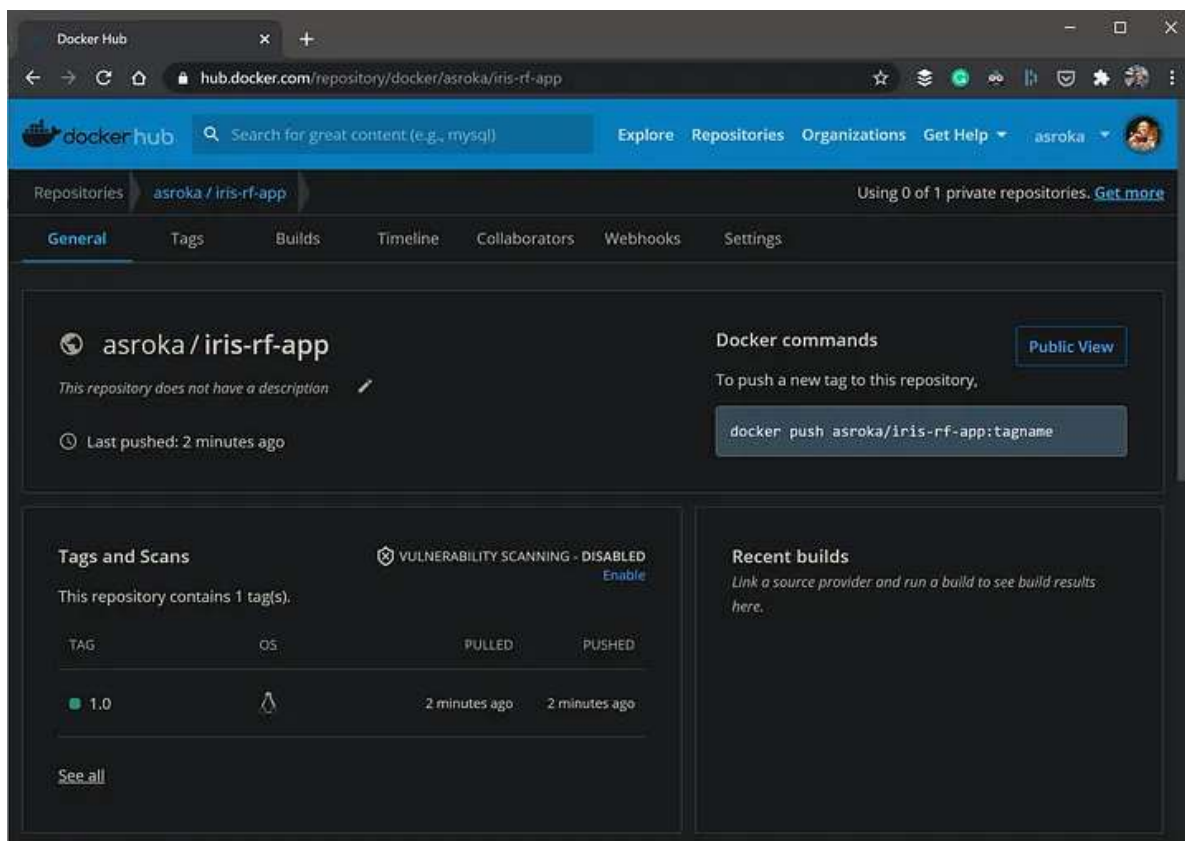 Docker Hub
hub.docker.com/repository/docker/asroka/iris-rf-app
dockerhub
Search for great content (e.g., mysql)
Explore
Repositories
Organizations
Get Help
asroka
Repositories
asroka / iris-rf-app
Using 0 of 1 private repositories. Get more
General
Tags
Builds
Timeline
Collaborators
Webhooks
Settings
asroka / iris-rf-app
This repository does not have a description
Last pushed: 2 minutes ago
Docker commands
Public View
To push a new tag to this repository,
docker push asroka/iris-rf-app:tagname
Tags and Scans
VULNERABILITY SCANNING - DISABLED
Enable
This repository contains 1 tag(s).
TAG OS PULLED PUSHED
1.0 2 minutes ago 2 minutes ago
See all
Recent builds
Link a source provider and run a build to see build results
here.